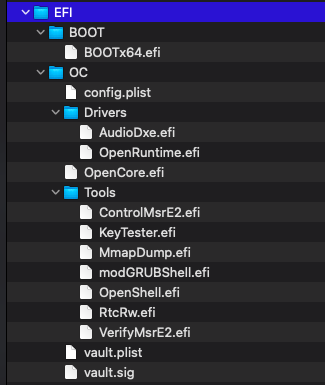 EFI
BOOT
BOOTx64.efi
OC
config.plist
Drivers
AudioDxe.efi
OpenRuntime.efi
OpenCore.efi
Tools
ControlMsrE2.efi
KeyTester.efi
MmapDump.efi
modGRUBShell.efi
OpenShell.efi
RtcRw.efi
VerifyMsrE2.efi
vault.plist
vault.sig